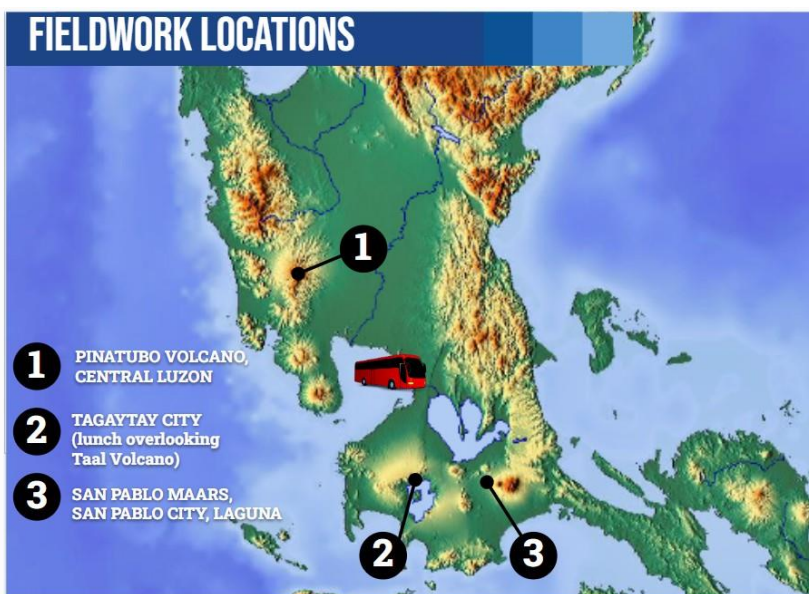 FIELDWORK LOCATIONS
1
1
PINATUBO VOLCANO,
CENTRAL LUZON
2
TAGAYTAY CITY
(lunch overlooking
Taal Volcano)
3
SAN PABLO MAARS,
SAN PABLO CITY, LAGUNA
2
3